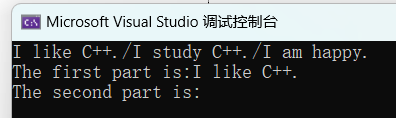 Microsoft Visual Studio 调试控制台
I like C++./I study C++./I am happy.
The first part is:I like C++.
The second part is: